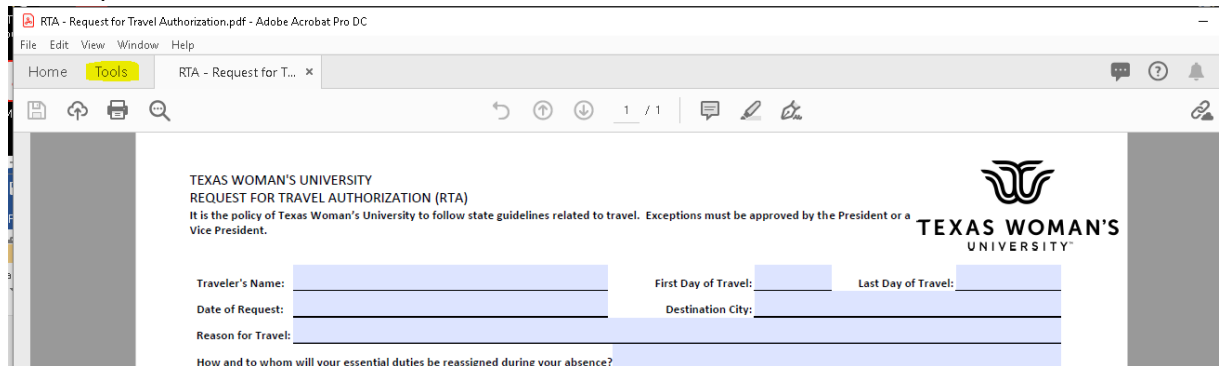 RTA - Request for Travel Authorization.pdf - Adobe Acrobat Pro DC
File Edit View Window Help
Home Tools RTA - Request for T... ×
1 / 1
TEXAS WOMAN'S UNIVERSITY
REQUEST FOR TRAVEL AUTHORIZATION (RTA)
It is the policy of Texas Woman's University to follow state guidelines related to travel. Exceptions must be approved by the President or a
Vice President.
TEXAS WOMAN'S
UNIVERSITY™
Traveler's Name: First Day of Travel: Last Day of Travel:
Date of Request: Destination City:
Reason for Travel:
How and to whom will your essential duties be reassigned during your absence?